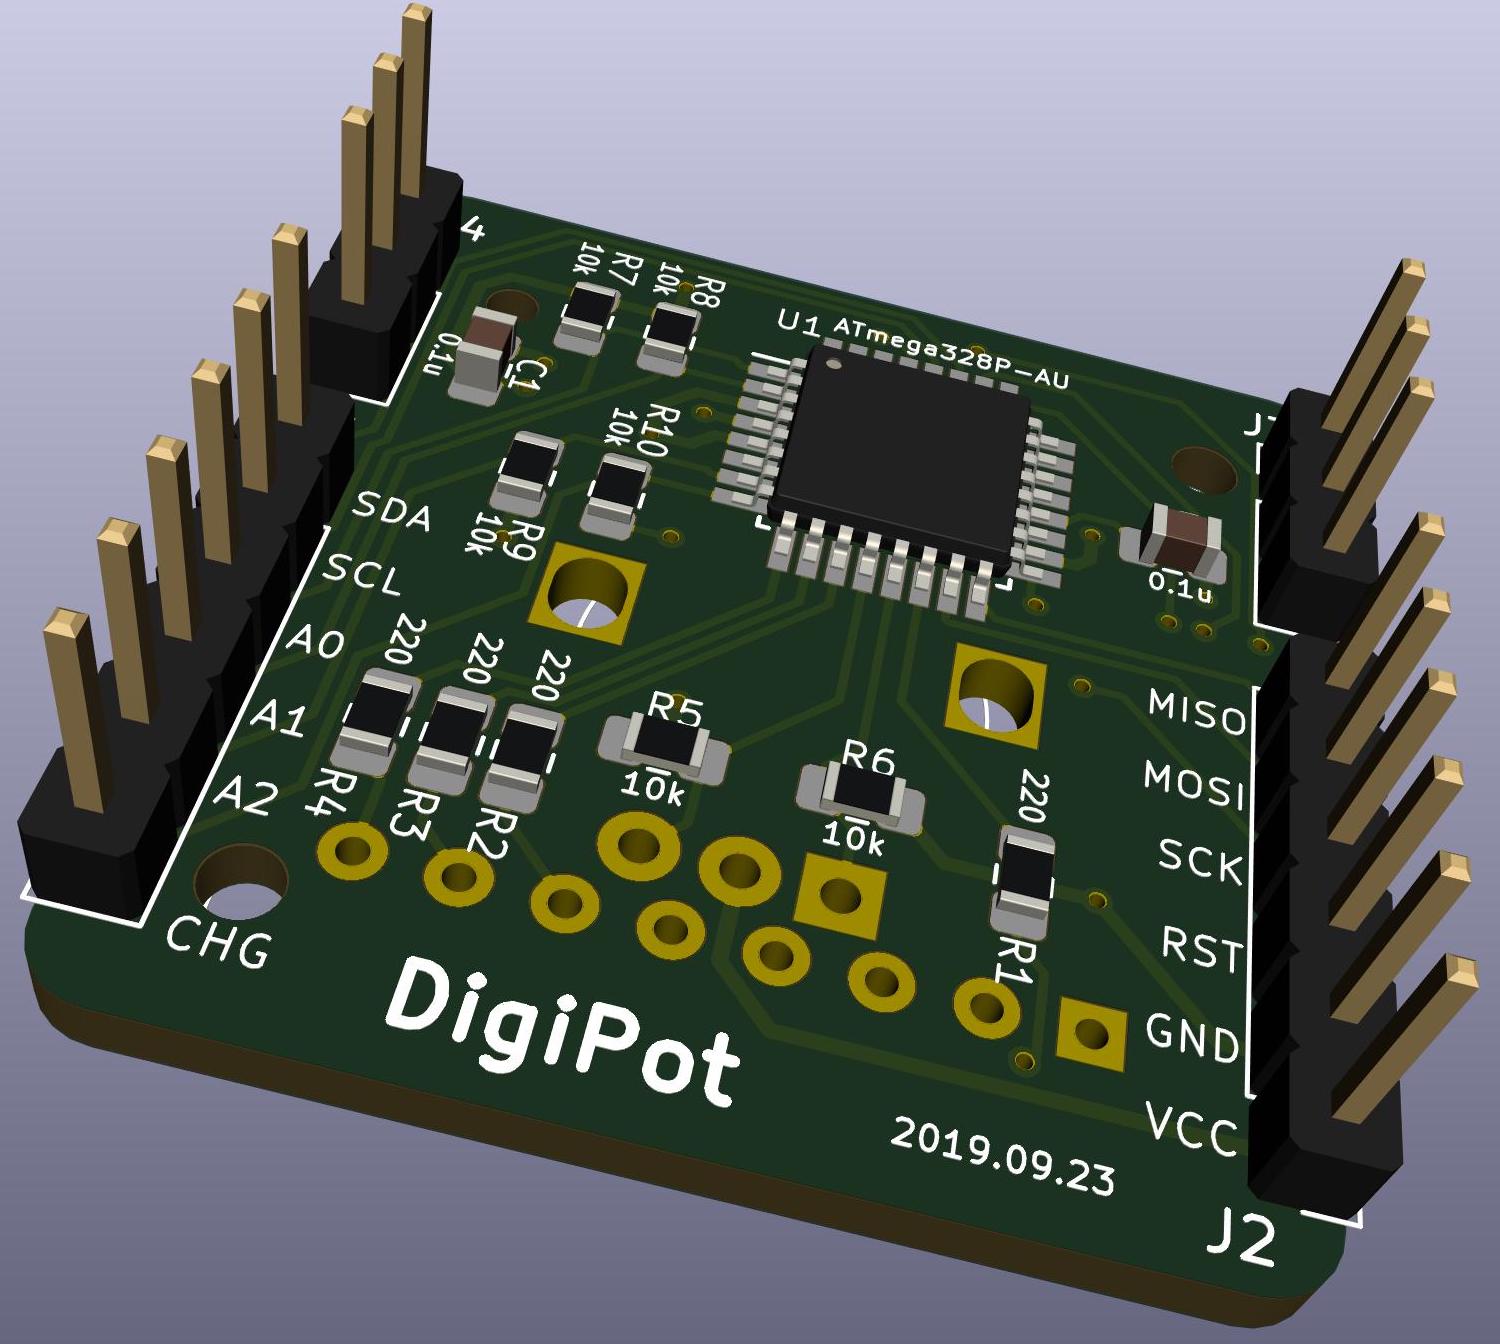 4
R7
10k
R8
10k
U1 ATmega328P-AU
0.1u
C1
R10
10k
R9
10k
0.1u
SDA
SCL
A0
A1
A2
220
220
220
R4
R3
R2
R5
10k
R6
10k
220
R1
MISO
MOSI
SCK
RST
GND
VCC
CHG
DigiPot
2019.09.23
J2